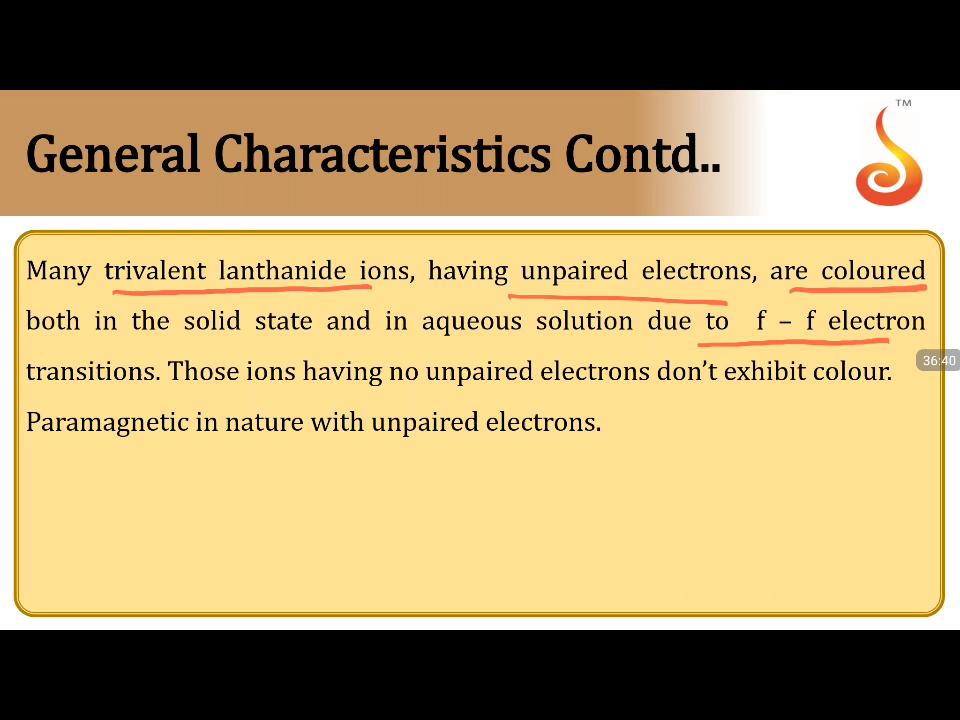 TM
General Characteristics Contd..
Many trivalent lanthanide ions, having unpaired electrons, are coloured
both in the solid state and in aqueous solution due to f – f electron
36:40
transitions. Those ions having no unpaired electrons don’t exhibit colour.
Paramagnetic in nature with unpaired electrons.